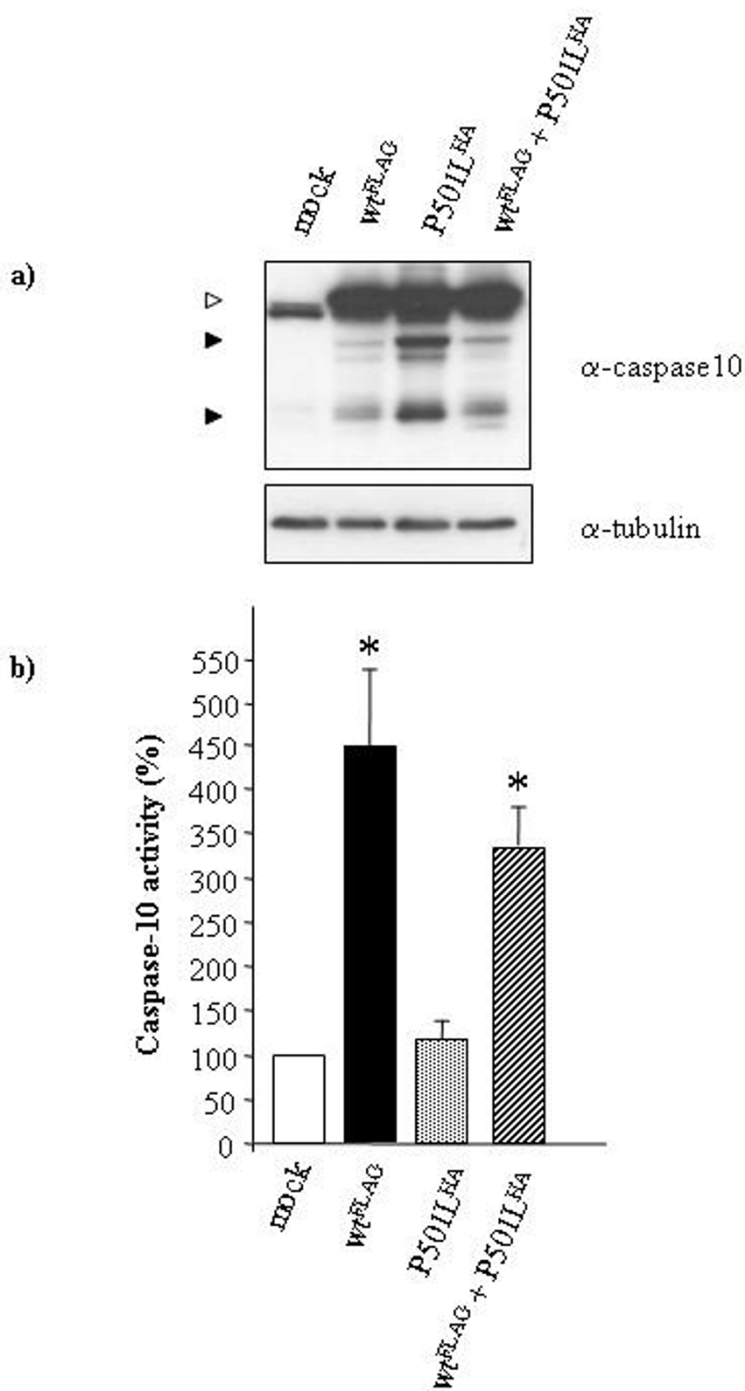 mock wtFLAG P501LHA wtFLAG + P501LHA
a)
α-caspase10
α-tubulin
b)
*
*
Caspase-10 activity (%)
550
500
450
400
350
300
250
200
150
100
50
0
mock wtFLAG P501LHA wtFLAG + P501LHA